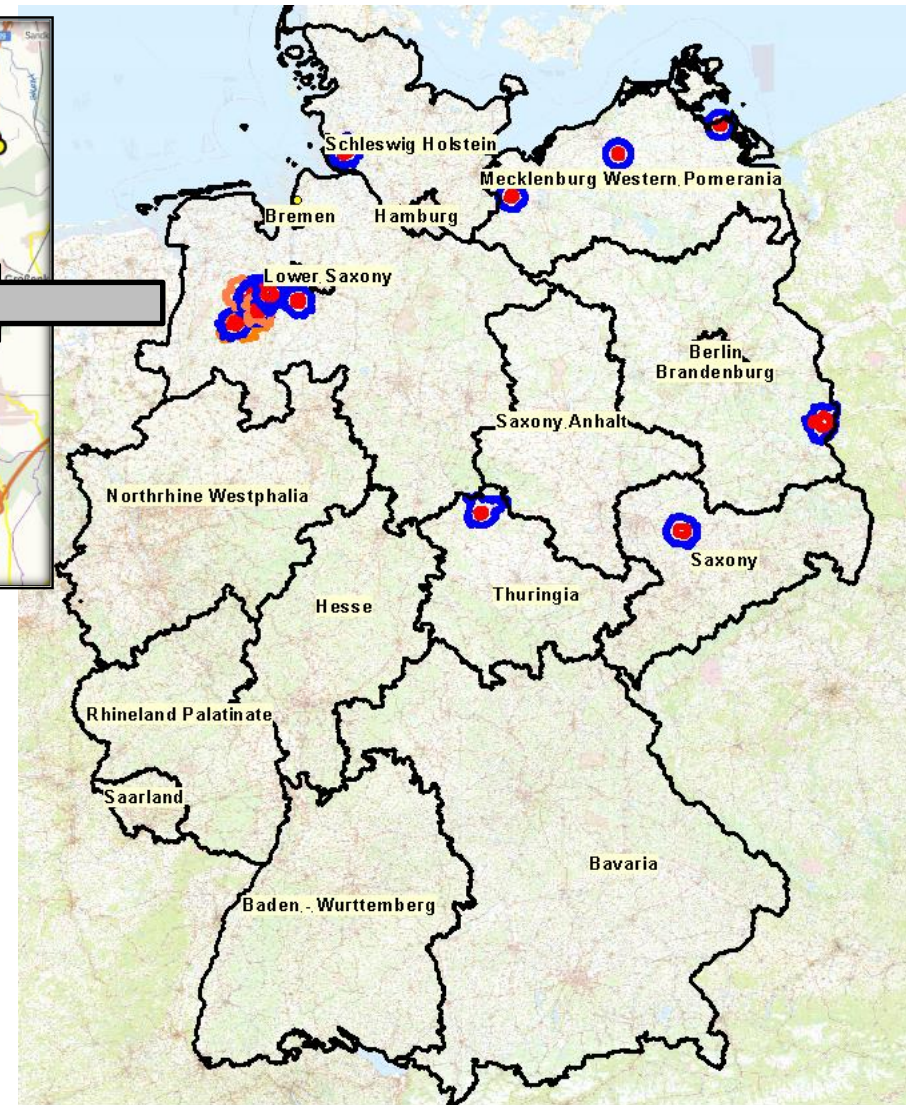 Schleswig Holstein
Mecklenburg Western Pomerania
Bremen
Hamburg
Lower Saxony
Berlin
Brandenburg
Saxony Anhalt
Northrhine Westphalia
Saxony
Thuringia
Hesse
Rhineland Palatinate
Saarland
Bavaria
Baden - Wurttemberg